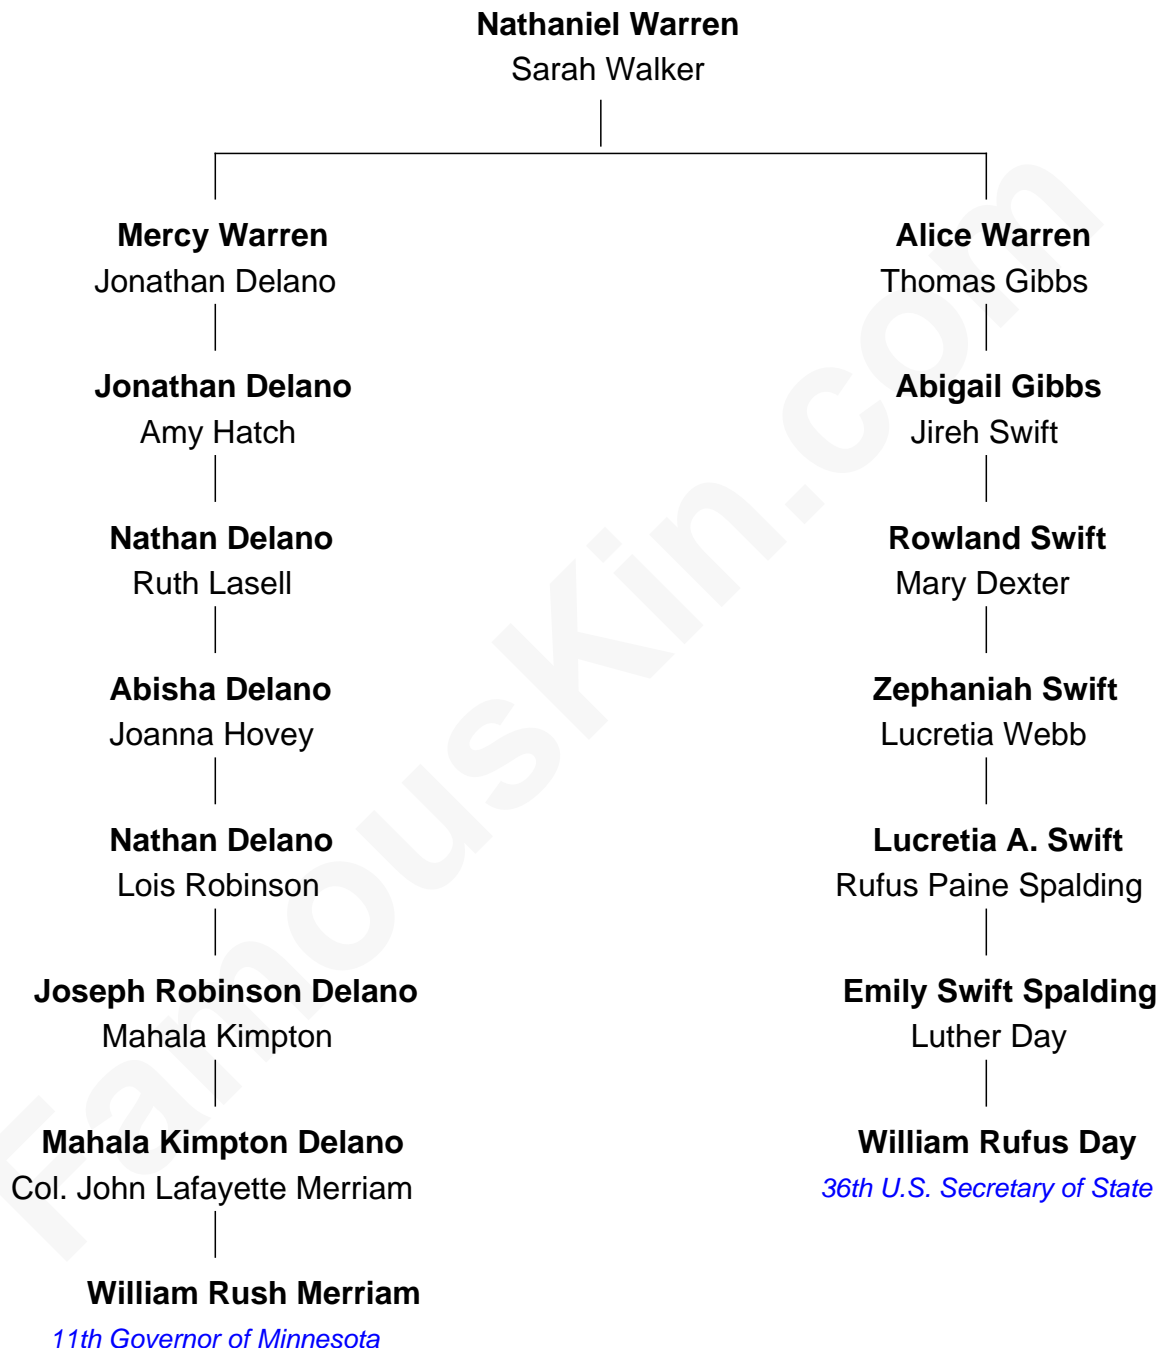 Nathaniel Warren
Sarah Walker
Mercy Warren
Jonathan Delano
Alice Warren
Thomas Gibbs
Jonathan Delano
Amy Hatch
Abigail Gibbs
Jireh Swift
Nathan Delano
Ruth Lasell
Rowland Swift
Mary Dexter
Abisha Delano
Joanna Hovey
Zephaniah Swift
Lucretia Webb
Nathan Delano
Lois Robinson
Lucretia A. Swift
Rufus Paine Spalding
Joseph Robinson Delano
Mahala Kimpton
Emily Swift Spalding
Luther Day
Mahala Kimpton Delano
Col. John Lafayette Merriam
William Rufus Day
36th U.S. Secretary of State
William Rush Merriam
11th Governor of Minnesota
FamousKin.com